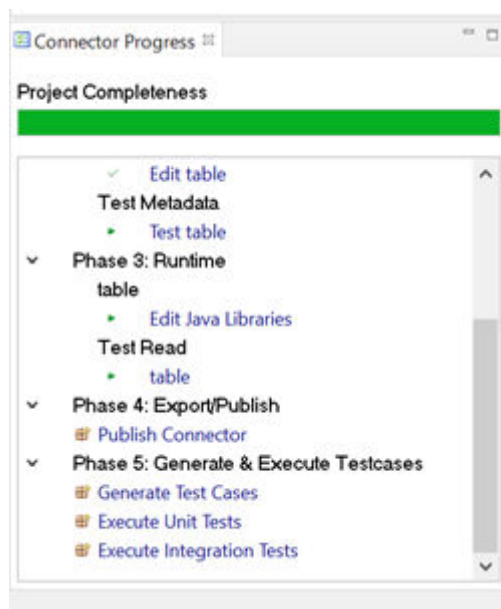 Connector Progress
Project Completeness
Edit table
Test Metadata
Test table
Phase 3: Runtime
table
Edit Java Libraries
Test Read
table
Phase 4: Export/Publish
Publish Connector
Phase 5: Generate & Execute Testcases
Generate Test Cases
Execute Unit Tests
Execute Integration Tests